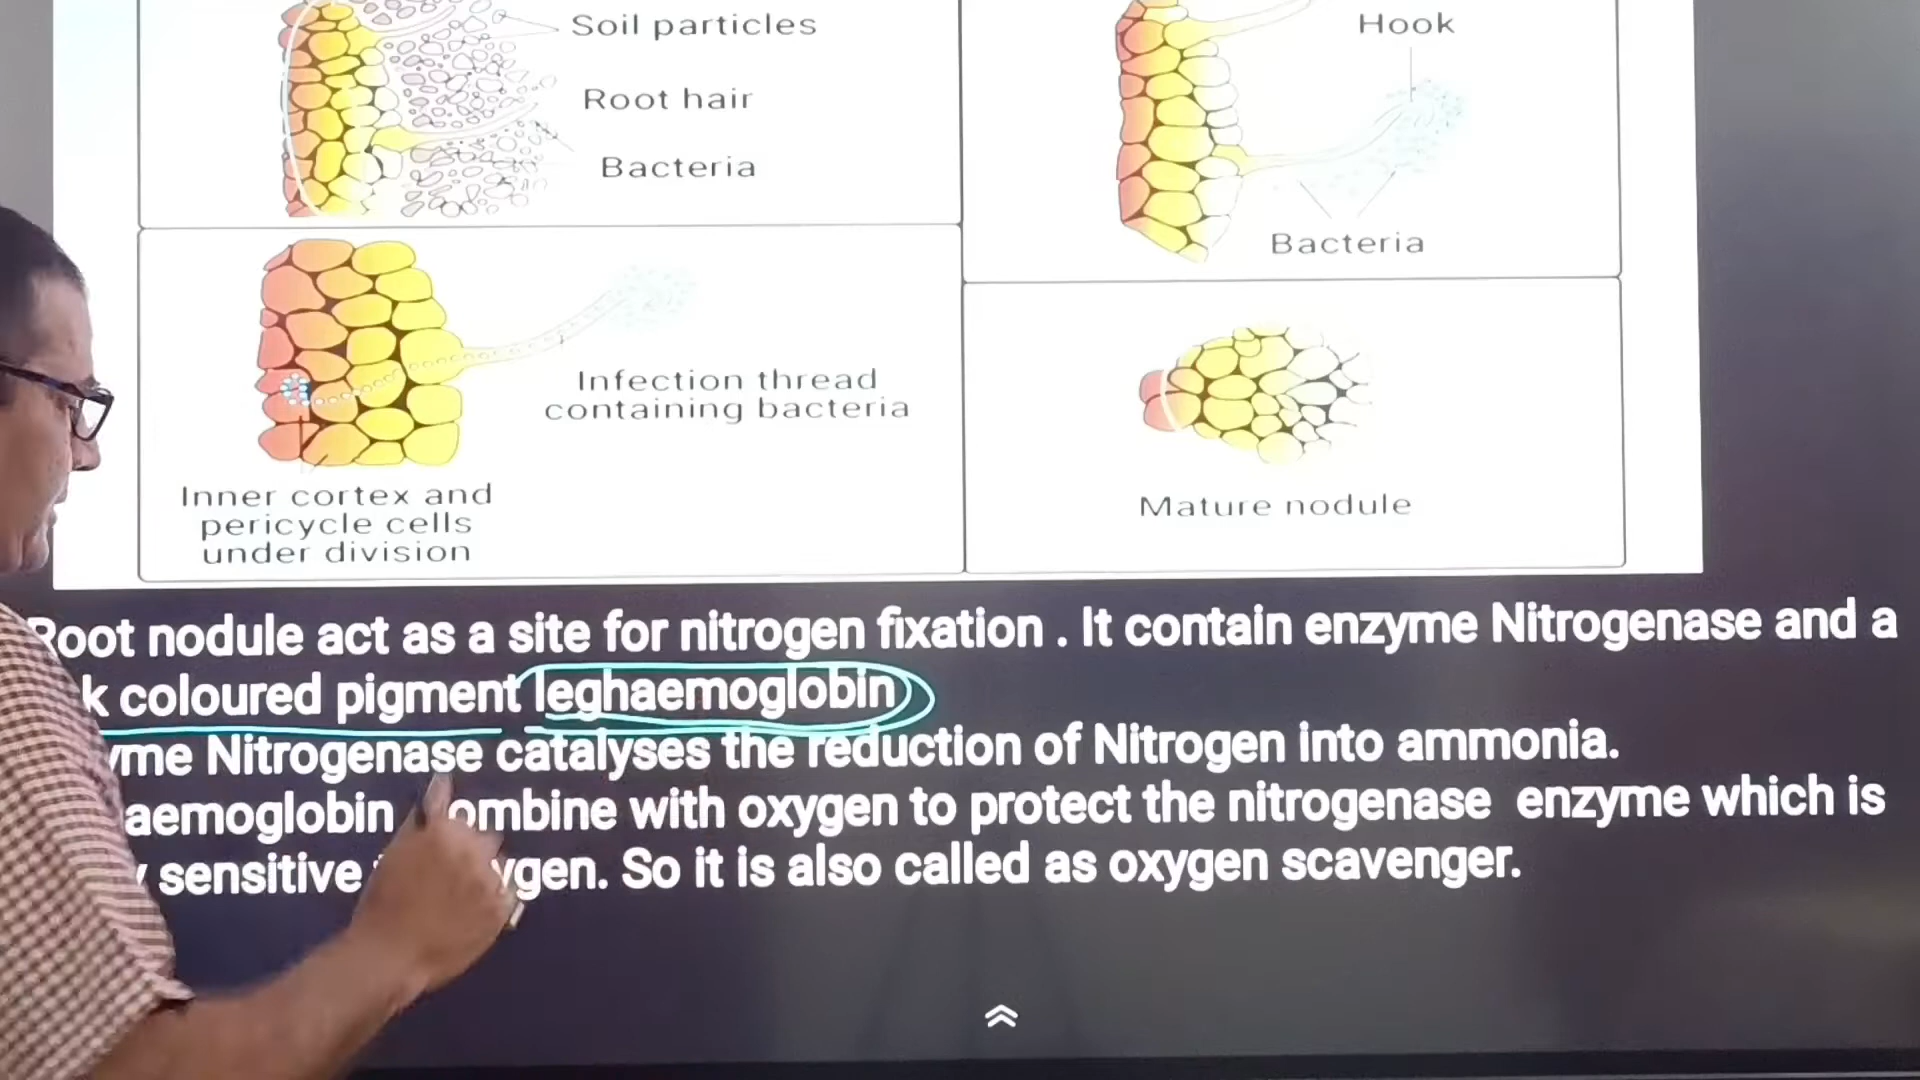 Soil particles
Root hair
Bacteria
Hook
Bacteria
Infection thread
containing bacteria
Inner cortex and
pericycle cells
under division
Mature nodule
Root nodule act as a site for nitrogen fixation . It contain enzyme Nitrogenase and a
k coloured pigment leghaemoglobin
yme Nitrogenase catalyses the reduction of Nitrogen into ammonia.
aemoglobin ombine with oxygen to protect the nitrogenase enzyme which is
sensitive ygen. So it is also called as oxygen scavenger.